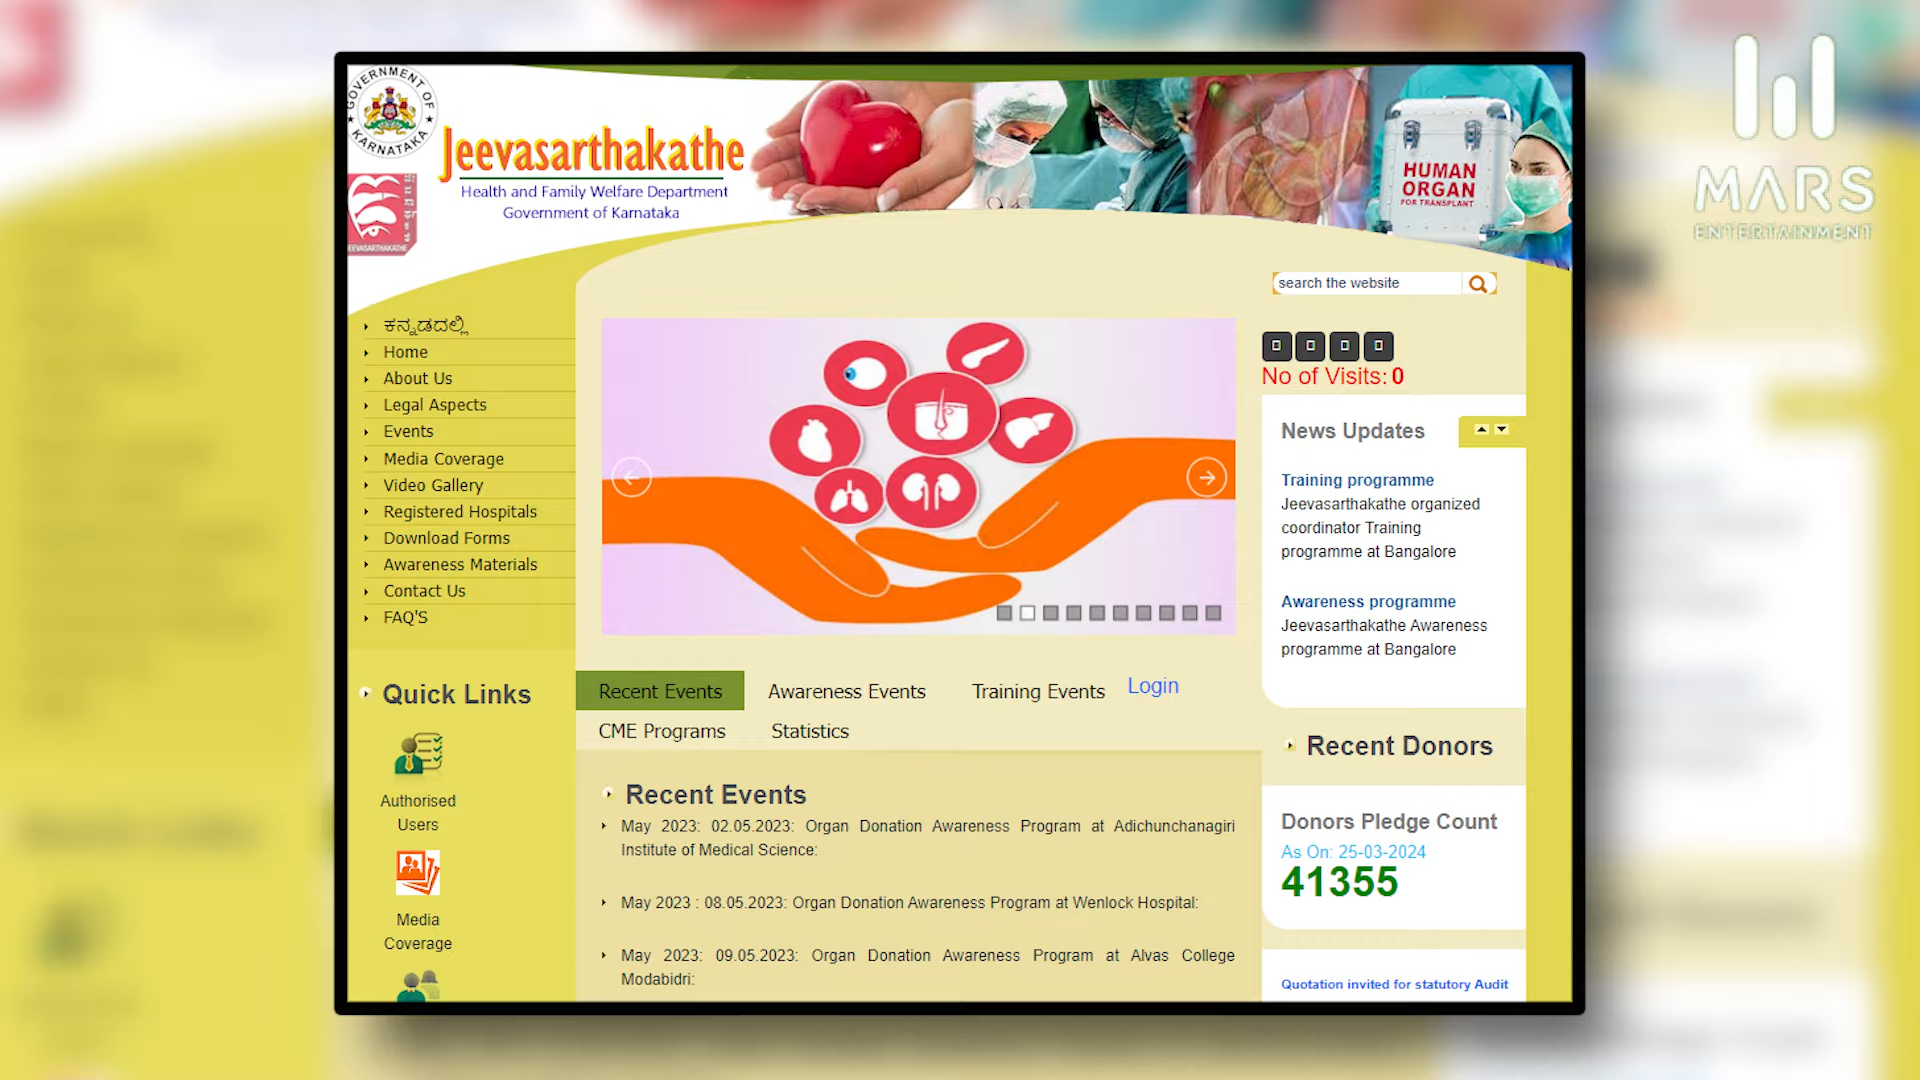 GOVERNMENT OF
KARNATAKA
Jeevasarthakathe
Health and Family Welfare Department
Government of Karnataka
JEEVASARTHAKATHE
HUMAN
ORGAN
FOR TRANSPLANT
MARS
ENTERTAINMENT
search the website
ಕನ್ನಡದಲ್ಲಿ
Home
About Us
Legal Aspects
Events
Media Coverage
Video Gallery
Registered Hospitals
Download Forms
Awareness Materials
Contact Us
FAQ'S
Quick Links
Authorised
Users
Media
Coverage
Recent Events
Awareness Events
Training Events
Login
CME Programs
Statistics
Recent Events
May 2023: 02.05.2023: Organ Donation Awareness Program at Adichunchanagiri
Institute of Medical Science:
May 2023 : 08.05.2023: Organ Donation Awareness Program at Wenlock Hospital:
May 2023: 09.05.2023: Organ Donation Awareness Program at Alvas College
Modabidri:
No of Visits: 0
News Updates
Training programme
Jeevasarthakathe organized
coordinator Training
programme at Bangalore
Awareness programme
Jeevasarthakathe Awareness
programme at Bangalore
Recent Donors
Donors Pledge Count
As On: 25-03-2024
41355
Quotation invited for statutory Audit